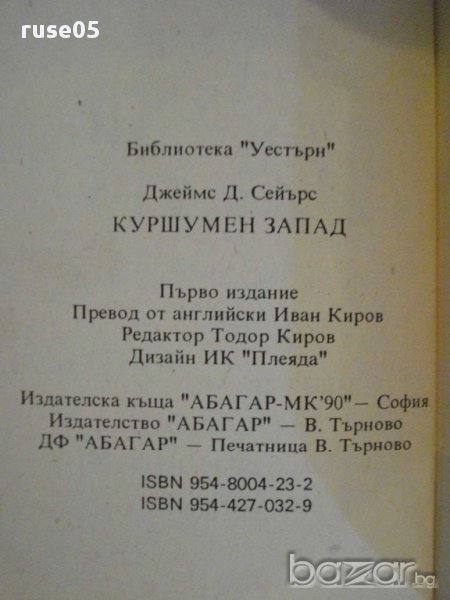 ruse05
Библиотека "Уестърн"
Джеймс Д. Сейърс
КУРШУМЕН ЗАПАД
Първо издание
Превод от английски Иван Киров
Редактор Тодор Киров
Дизайн ИК "Плеяда"
Издателска къща "АБАГАР-МК'90" — София
Издателство "АБАГАР" — В. Търново
ДФ "АБАГАР" — Печатница В. Търново
ISBN 954-8004-23-2
ISBN 954-427-032-9
bazar.bg